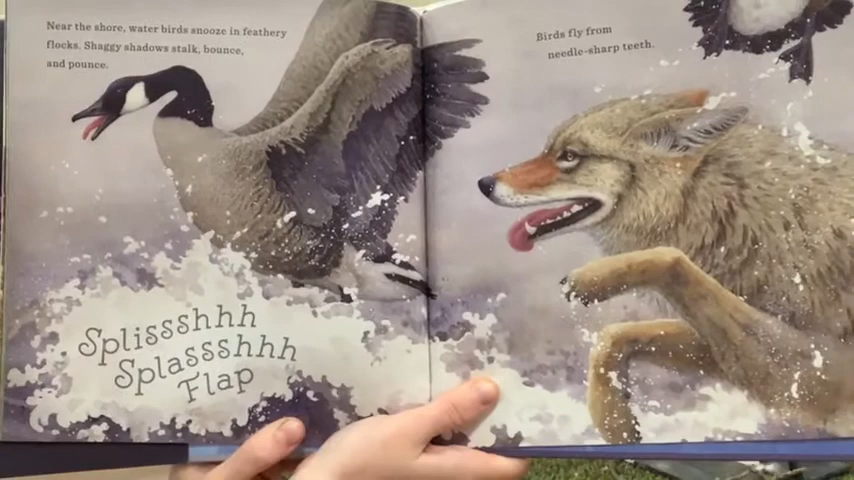 Near the shore, water birds snooze in feathery
flocks. Shaggy shadows stalk, bounce,
and pounce.
Splissshhh
Splassshhh
Flap
Birds fly from
needle-sharp teeth.